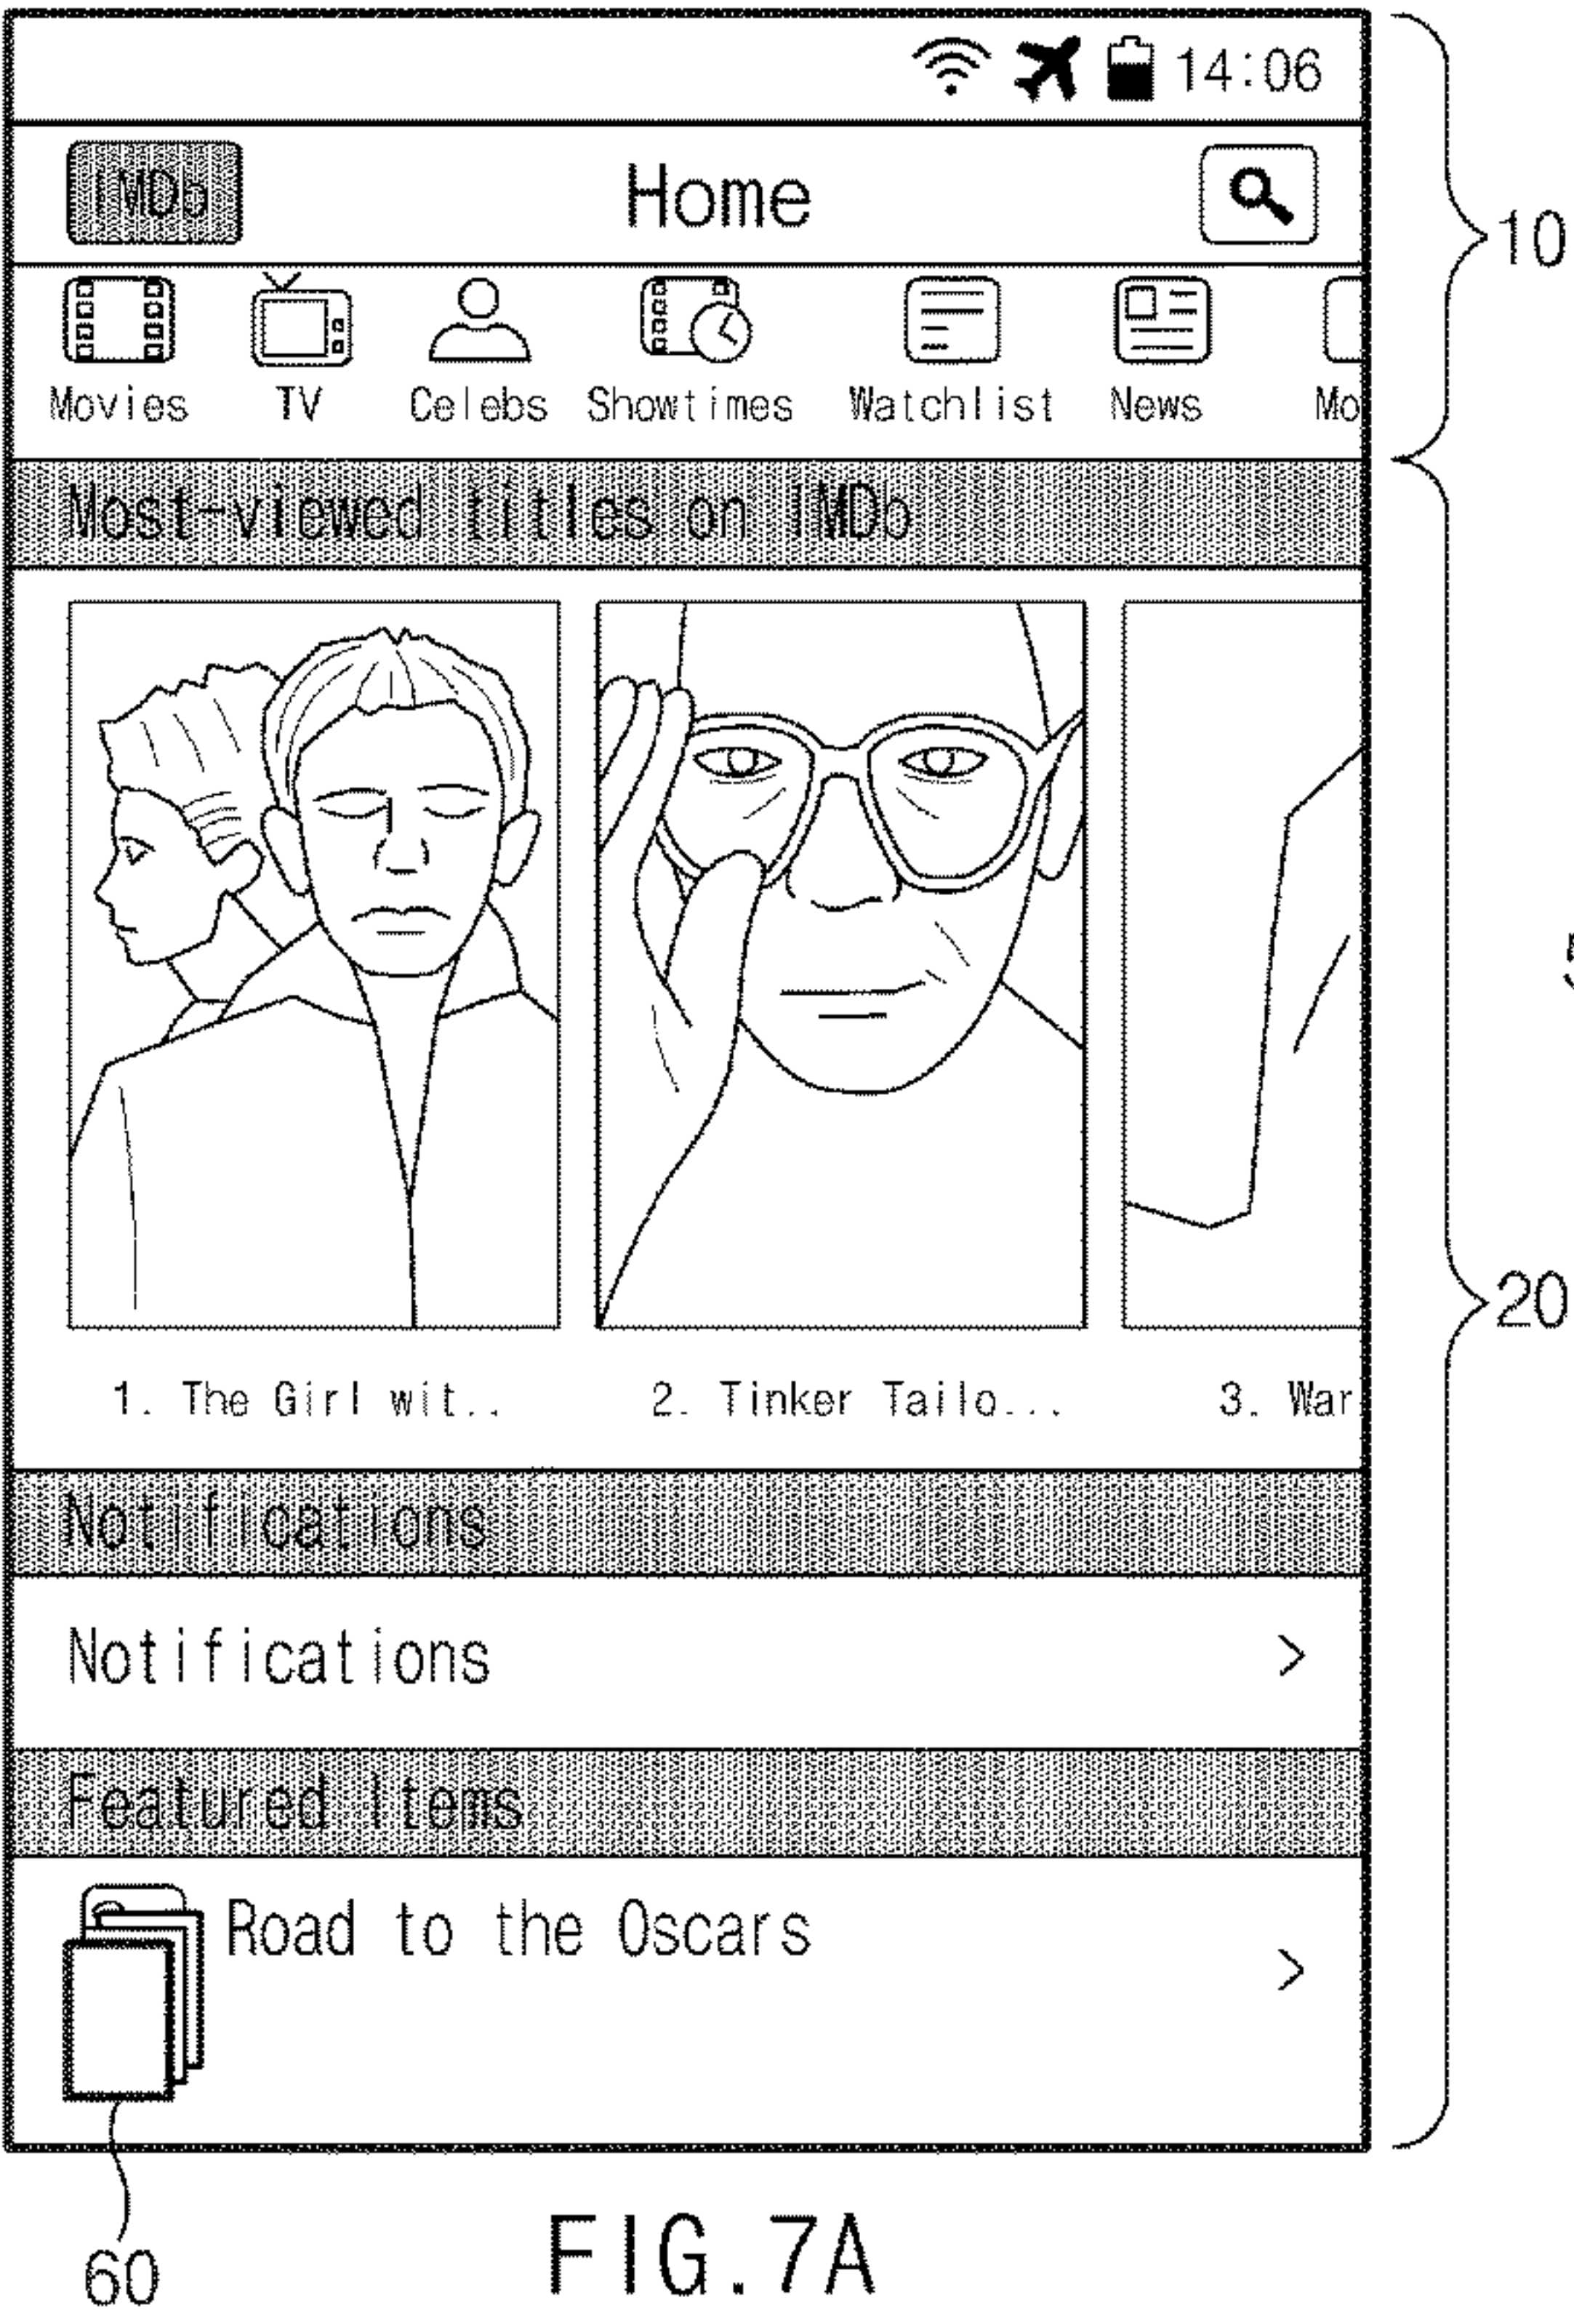 14:06
IMDb Home
10
Movies TV Celebs Showtimes Watchlist News Mo
Most-viewed titles on IMDb
5
20
1. The Girl wit.. 2. Tinker Tailo... 3. War
Notifications
Notifications >
Featured Items
Road to the Oscars
>
60
FIG.7A